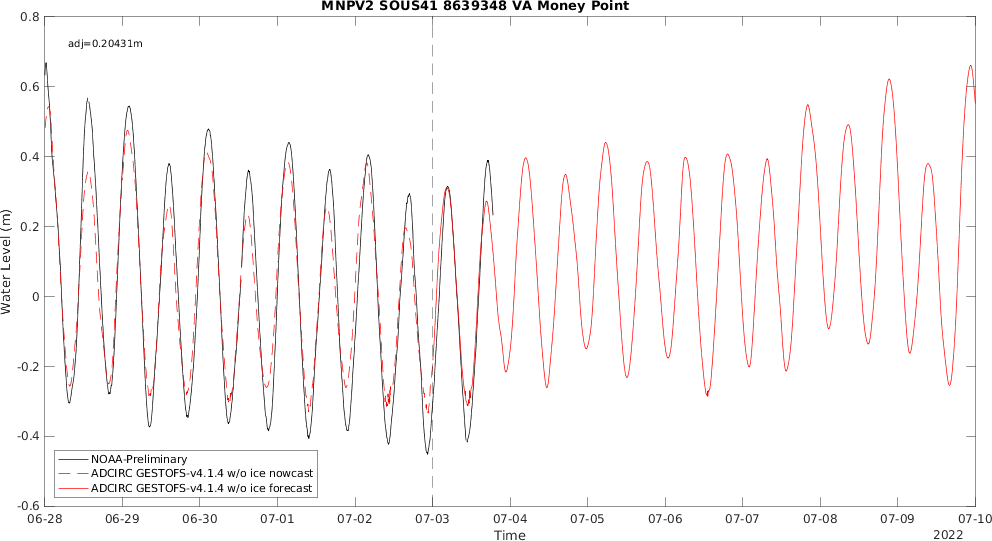 MNPV2 SOUS41 8639348 VA Money Point
adj=0.20431m
Water Level (m)
0.8
0.6
0.4
0.2
0
-0.2
-0.4
-0.6
NOAA-Preliminary
ADCIRC GESTOFS-v4.1.4 w/o ice nowcast
ADCIRC GESTOFS-v4.1.4 w/o ice forecast
06-28 06-29 06-30 07-01 07-02 07-03 07-04 07-05 07-06 07-07 07-08 07-09 07-10
Time
2022